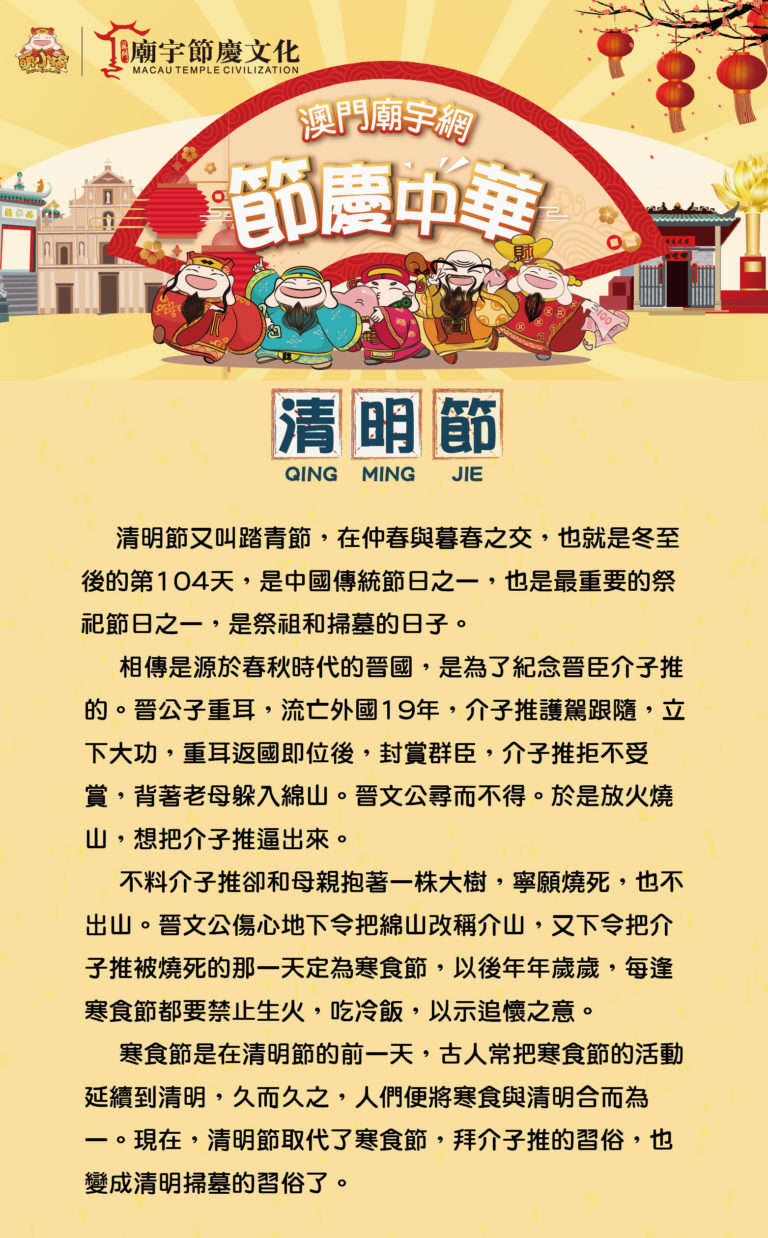 廟宇節慶文化
MACAU TEMPLE CIVILIZATION
澳門廟宇網
節慶中華
財
100
清明節
QING MING JIE
清明節又叫踏青節，在仲春與暮春之交，也就是冬至
後的第104天，是中國傳統節日之一，也是最重要的祭
祀節日之一，是祭祖和掃墓的日子。
相傳是源於春秋時代的晉國，是為了紀念晉臣介子推
的。晉公子重耳，流亡外國19年，介子推護駕跟隨，立
下大功，重耳返國即位後，封賞群臣，介子推拒不受
賞，背著老母躲入綿山。晉文公尋而不得。於是放火燒
山，想把介子推逼出來。
不料介子推卻和母親抱著一株大樹，寧願燒死，也不
出山。晉文公傷心地下令把綿山改稱介山，又下令把介
子推被燒死的那一天定為寒食節，以後年年歲歲，每逢
寒食節都要禁止生火，吃冷飯，以示追懷之意。
寒食節是在清明節的前一天，古人常把寒食節的活動
延續到清明，久而久之，人們便將寒食與清明合而為
一。現在，清明節取代了寒食節，拜介子推的習俗，也
變成清明掃墓的習俗了。